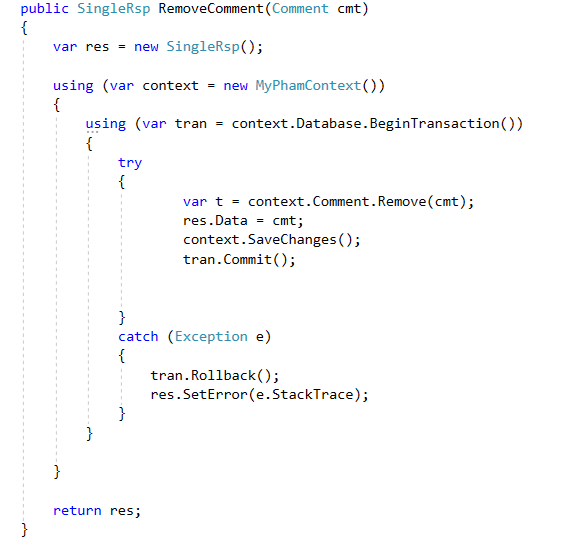 public SingleRsp RemoveComment(Comment cmt)
{
    var res = new SingleRsp();
    using (var context = new MyPhamContext())
    {
        using (var tran = context.Database.BeginTransaction())
        {
            try
            {
                    var t = context.Comment.Remove(cmt);
                    res.Data = cmt;
                    context.SaveChanges();
                    tran.Commit();
            }
            catch (Exception e)
            {
                tran.Rollback();
                res.SetError(e.StackTrace);
            }
        }
    }
    return res;
}